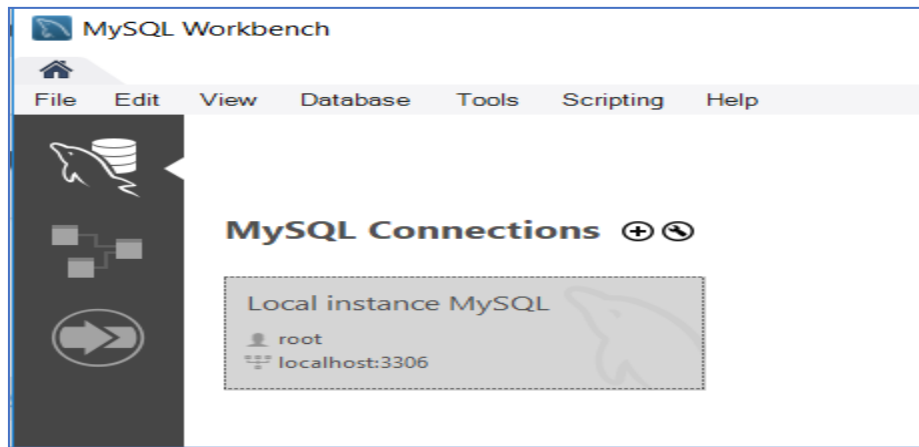 MySQL Workbench
File Edit View Database Tools Scripting Help
MySQL Connections
Local instance MySQL
root
localhost:3306